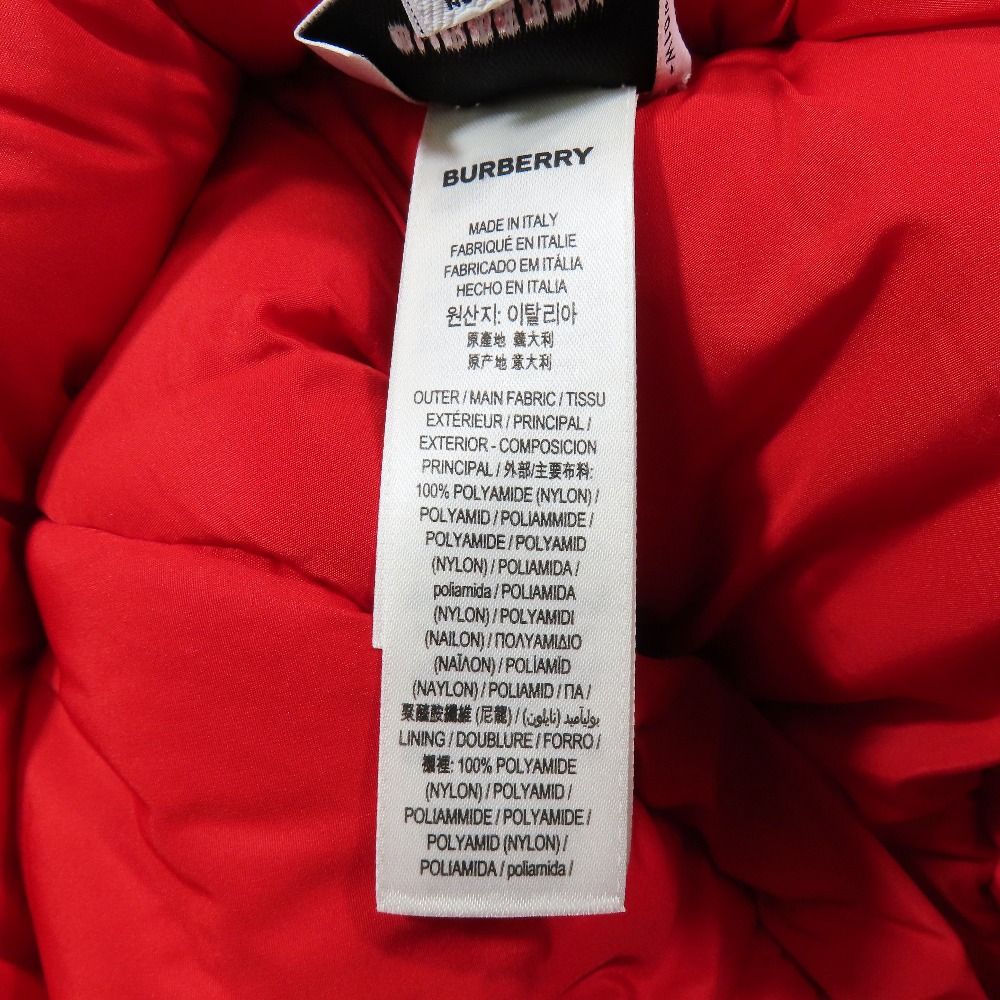 BURBERRY
MADE IN ITALY
FABRIQUÉ EN ITALIE
FABRICADO EM ITÁLIA
HECHO EN ITALIA
원산지: 이탈리아
原產地 義大利
原产地 意大利
OUTER / MAIN FABRIC / TISSU
EXTÉRIEUR / PRINCIPAL /
EXTERIOR - COMPOSICION
PRINCIPAL / 外部/主要布料:
100% POLYAMIDE (NYLON) /
POLYAMID / POLIAMMIDE /
POLYAMIDE / POLYAMID
(NYLON) / POLIAMIDA /
poliamida / POLIAMIDA
(NYLON) / POLYAMIDI
(NAILON) / ΠΟΛΥΑΜΙΔΙΟ
(ΝΑΪΛΟΝ) / POLÍAMÍÐ
(NAYLON) / POLIAMID / ПА /
聚醯胺纖維 (尼龍) / بولياميد (نايلون) /
LINING / DOUBLURE / FORRO /
襯裡: 100% POLYAMIDE
(NYLON) / POLYAMID /
POLIAMMIDE / POLYAMIDE /
POLYAMID (NYLON) /
POLIAMIDA / poliamida /